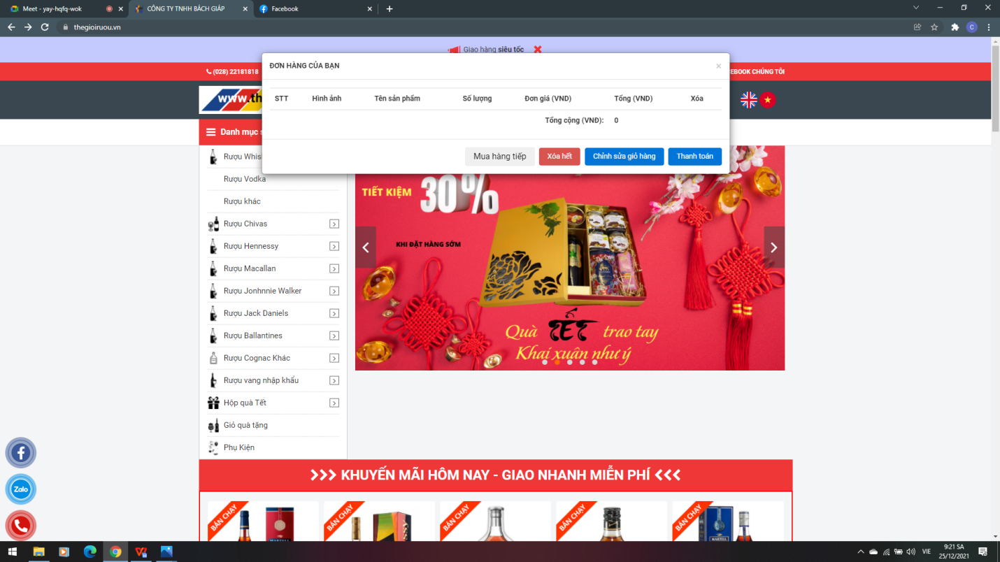 Meet - yay-hqfq-wok
CÔNG TY TNHH BÁCH GIÁP
Facebook
thegioiruou.vn
Giao hàng siêu tốc
(028) 22181818
EBOOK CHÚNG TÔI
ĐƠN HÀNG CỦA BẠN
STT Hình ảnh Tên sản phẩm Số lượng Đơn giá (VND) Tổng (VND) Xóa
Tổng cộng (VNĐ): 0
Mua hàng tiếp Xóa hết Chỉnh sửa giỏ hàng Thanh toán
www.th
Danh mục s
Rượu Whis
Rượu Vodka
Rượu khác
Rượu Chivas
Rượu Hennessy
Rượu Macallan
Rượu Jonhnnie Walker
Rượu Jack Daniels
Rượu Ballantines
Rượu Cognac Khác
Rượu vang nhập khẩu
Hộp quà Tết
Giỏ quà tặng
Phụ Kiện
TIẾT KIỆM 30%
KHI ĐẶT HÀNG SỚM
Quà TẾT trao tay
Khai xuân như ý
Zalo
KHUYẾN MÃI HÔM NAY - GIAO NHANH MIỄN PHÍ
BÁN CHẠY BÁN CHẠY BÁN CHẠY BÁN CHẠY BÁN CHẠY
MARTELL
VIE
9:21 SA
25/12/2021